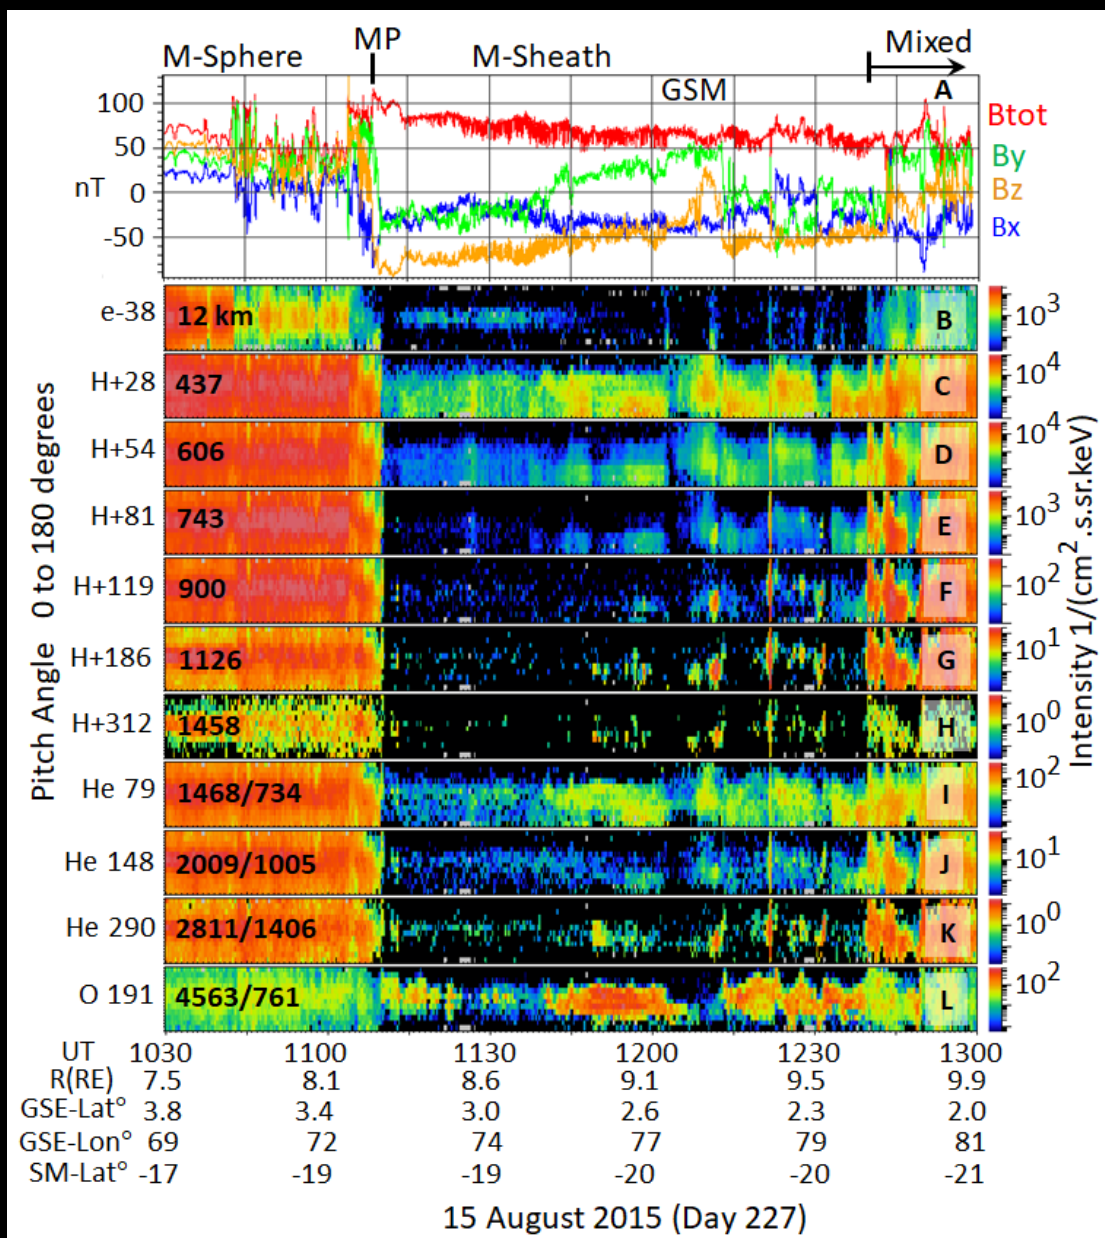 M-Sphere MP M-Sheath Mixed
GSM A
100
50
nT 0
-50
Btot
By
Bz
Bx
e-38 12 km B 10³
H+28 437 C 10⁴
H+54 606 D 10⁴
H+81 743 E 10³
H+119 900 F 10²
H+186 1126 G 10¹
H+312 1458 H 10⁰
He 79 1468/734 I 10²
He 148 2009/1005 J 10¹
He 290 2811/1406 K 10⁰
O 191 4563/761 L 10²
Pitch Angle 0 to 180 degrees
Intensity 1/(cm².s.sr.keV)
UT 1030 1100 1130 1200 1230 1300
R(RE) 7.5 8.1 8.6 9.1 9.5 9.9
GSE-Lat° 3.8 3.4 3.0 2.6 2.3 2.0
GSE-Lon° 69 72 74 77 79 81
SM-Lat° -17 -19 -19 -20 -20 -21
15 August 2015 (Day 227)